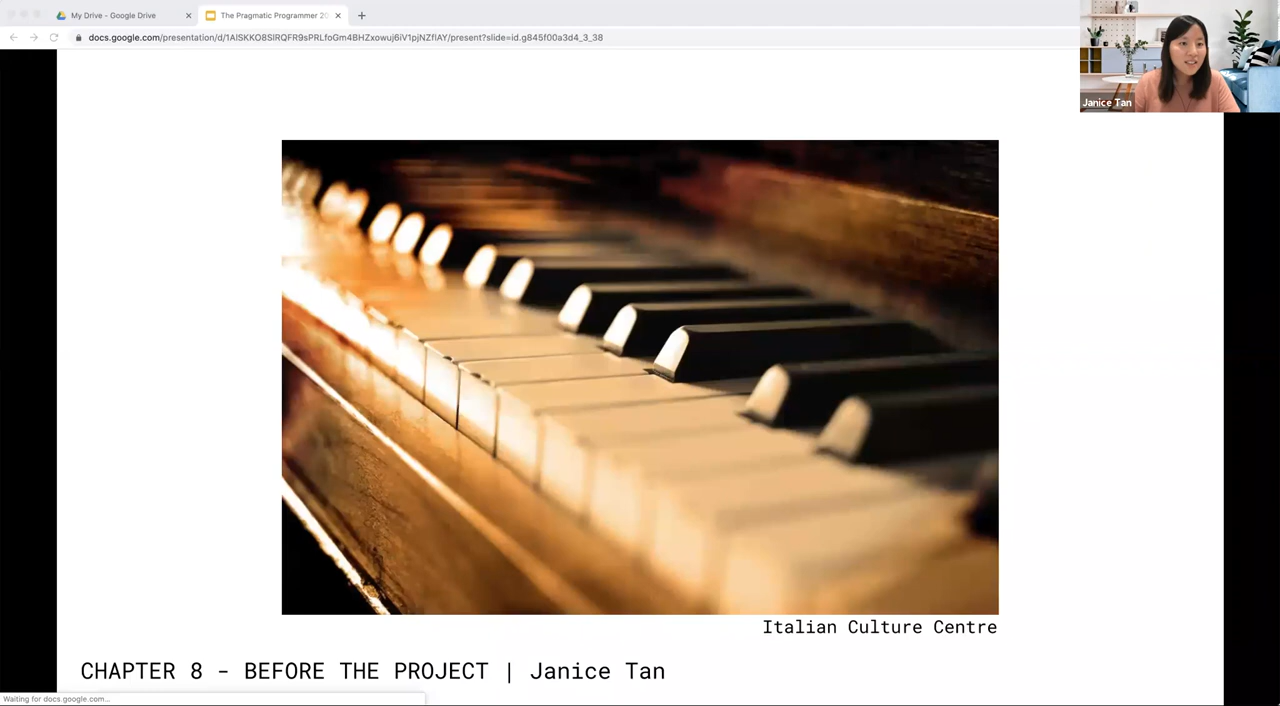 My Drive - Google Drive
The Pragmatic Programmer 20
docs.google.com/presentation/d/1AlSKKO8SlRQFR9sPRLfoGm4BHZxowuj6iV1pjNZflAY/present?slide=id.g845f00a3d4_3_38
Janice Tan
Italian Culture Centre
CHAPTER 8 - BEFORE THE PROJECT | Janice Tan
Waiting for docs.google.com...